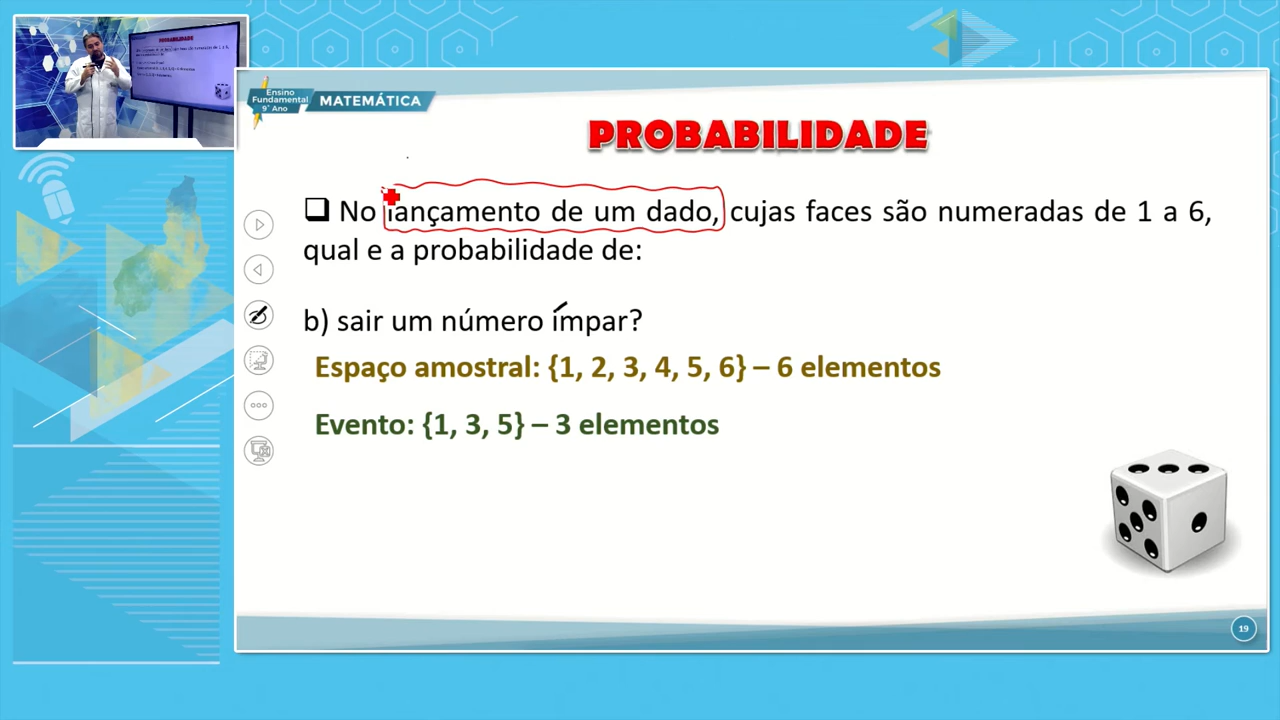 PROBABILIDADE
Ensino
Fundamental
9° Ano
MATEMÁTICA
PROBABILIDADE
No lançamento de um dado, cujas faces são numeradas de 1 a 6,
qual e a probabilidade de:
b) sair um número ímpar?
Espaço amostral: {1, 2, 3, 4, 5, 6} – 6 elementos
Evento: {1, 3, 5} – 3 elementos
19